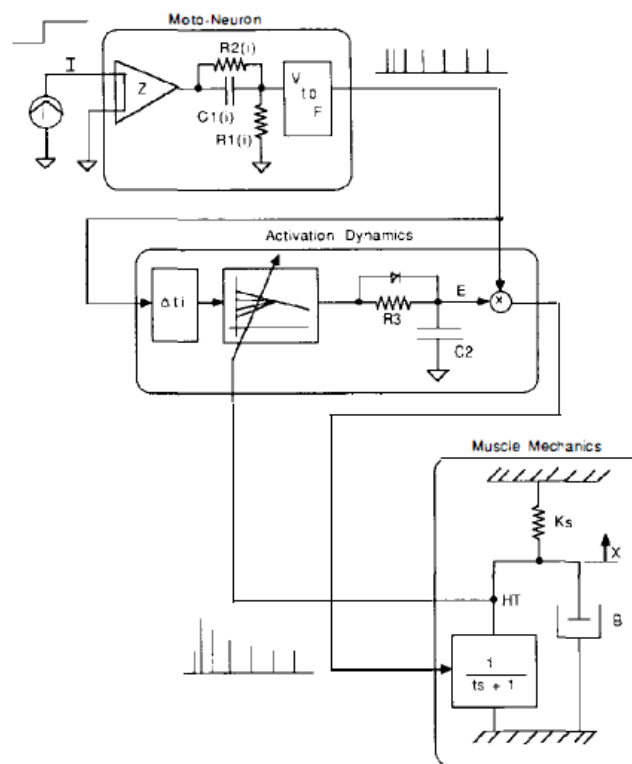 Moto-Neuron
I
Z
R2(i)
C1(i)
R1(i)
V
to
F
Activation Dynamics
Δti
R3
E
C2
x
Muscle Mechanics
Ks
X
HT
B
1
ts + 1